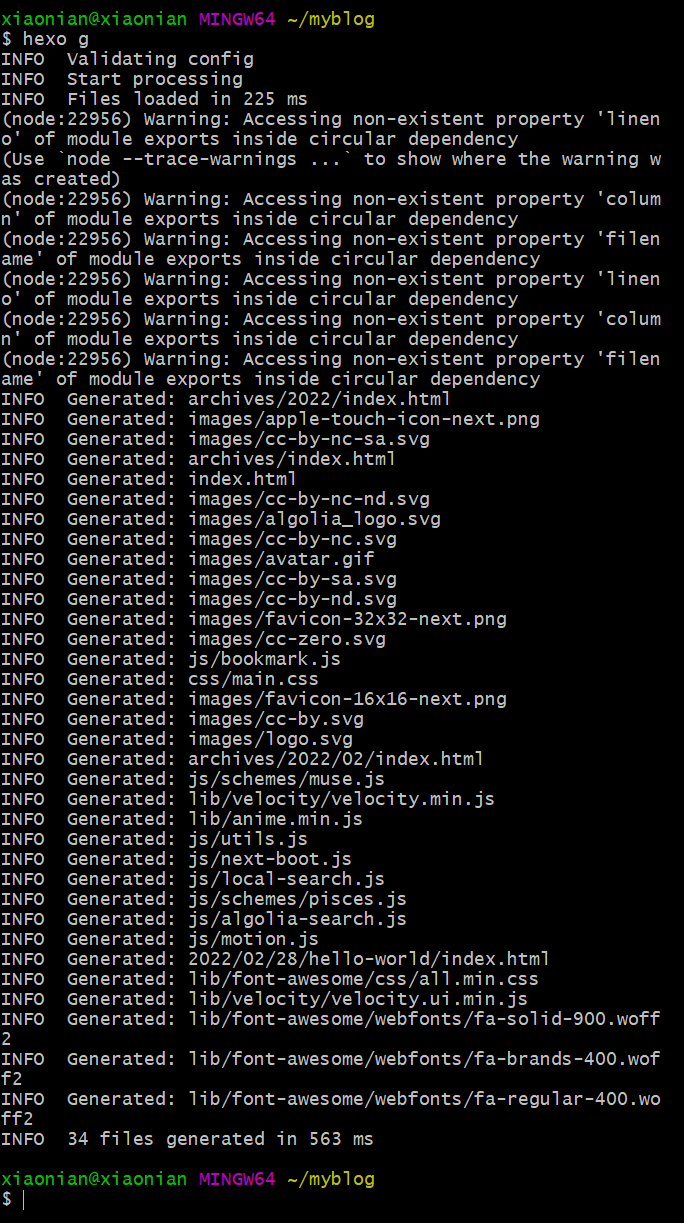 xiaonian@xiaonian MINGW64 ~/myblog
$ hexo g
INFO  Validating config
INFO  Start processing
INFO  Files loaded in 225 ms
(node:22956) Warning: Accessing non-existent property 'linen
o' of module exports inside circular dependency
(Use `node --trace-warnings ...` to show where the warning w
as created)
(node:22956) Warning: Accessing non-existent property 'colum
n' of module exports inside circular dependency
(node:22956) Warning: Accessing non-existent property 'filen
ame' of module exports inside circular dependency
(node:22956) Warning: Accessing non-existent property 'linen
o' of module exports inside circular dependency
(node:22956) Warning: Accessing non-existent property 'colum
n' of module exports inside circular dependency
(node:22956) Warning: Accessing non-existent property 'filen
ame' of module exports inside circular dependency
INFO  Generated: archives/2022/index.html
INFO  Generated: images/apple-touch-icon-next.png
INFO  Generated: images/cc-by-nc-sa.svg
INFO  Generated: archives/index.html
INFO  Generated: index.html
INFO  Generated: images/cc-by-nc-nd.svg
INFO  Generated: images/algolia_logo.svg
INFO  Generated: images/cc-by-nc.svg
INFO  Generated: images/avatar.gif
INFO  Generated: images/cc-by-sa.svg
INFO  Generated: images/cc-by-nd.svg
INFO  Generated: images/favicon-32x32-next.png
INFO  Generated: images/cc-zero.svg
INFO  Generated: js/bookmark.js
INFO  Generated: css/main.css
INFO  Generated: images/favicon-16x16-next.png
INFO  Generated: images/cc-by.svg
INFO  Generated: images/logo.svg
INFO  Generated: archives/2022/02/index.html
INFO  Generated: js/schemes/muse.js
INFO  Generated: lib/velocity/velocity.min.js
INFO  Generated: lib/anime.min.js
INFO  Generated: js/utils.js
INFO  Generated: js/next-boot.js
INFO  Generated: js/local-search.js
INFO  Generated: js/schemes/pisces.js
INFO  Generated: js/algolia-search.js
INFO  Generated: js/motion.js
INFO  Generated: 2022/02/28/hello-world/index.html
INFO  Generated: lib/font-awesome/css/all.min.css
INFO  Generated: lib/velocity/velocity.ui.min.js
INFO  Generated: lib/font-awesome/webfonts/fa-solid-900.woff
2
INFO  Generated: lib/font-awesome/webfonts/fa-brands-400.wof
f2
INFO  Generated: lib/font-awesome/webfonts/fa-regular-400.wo
ff2
INFO  34 files generated in 563 ms
xiaonian@xiaonian MINGW64 ~/myblog
$